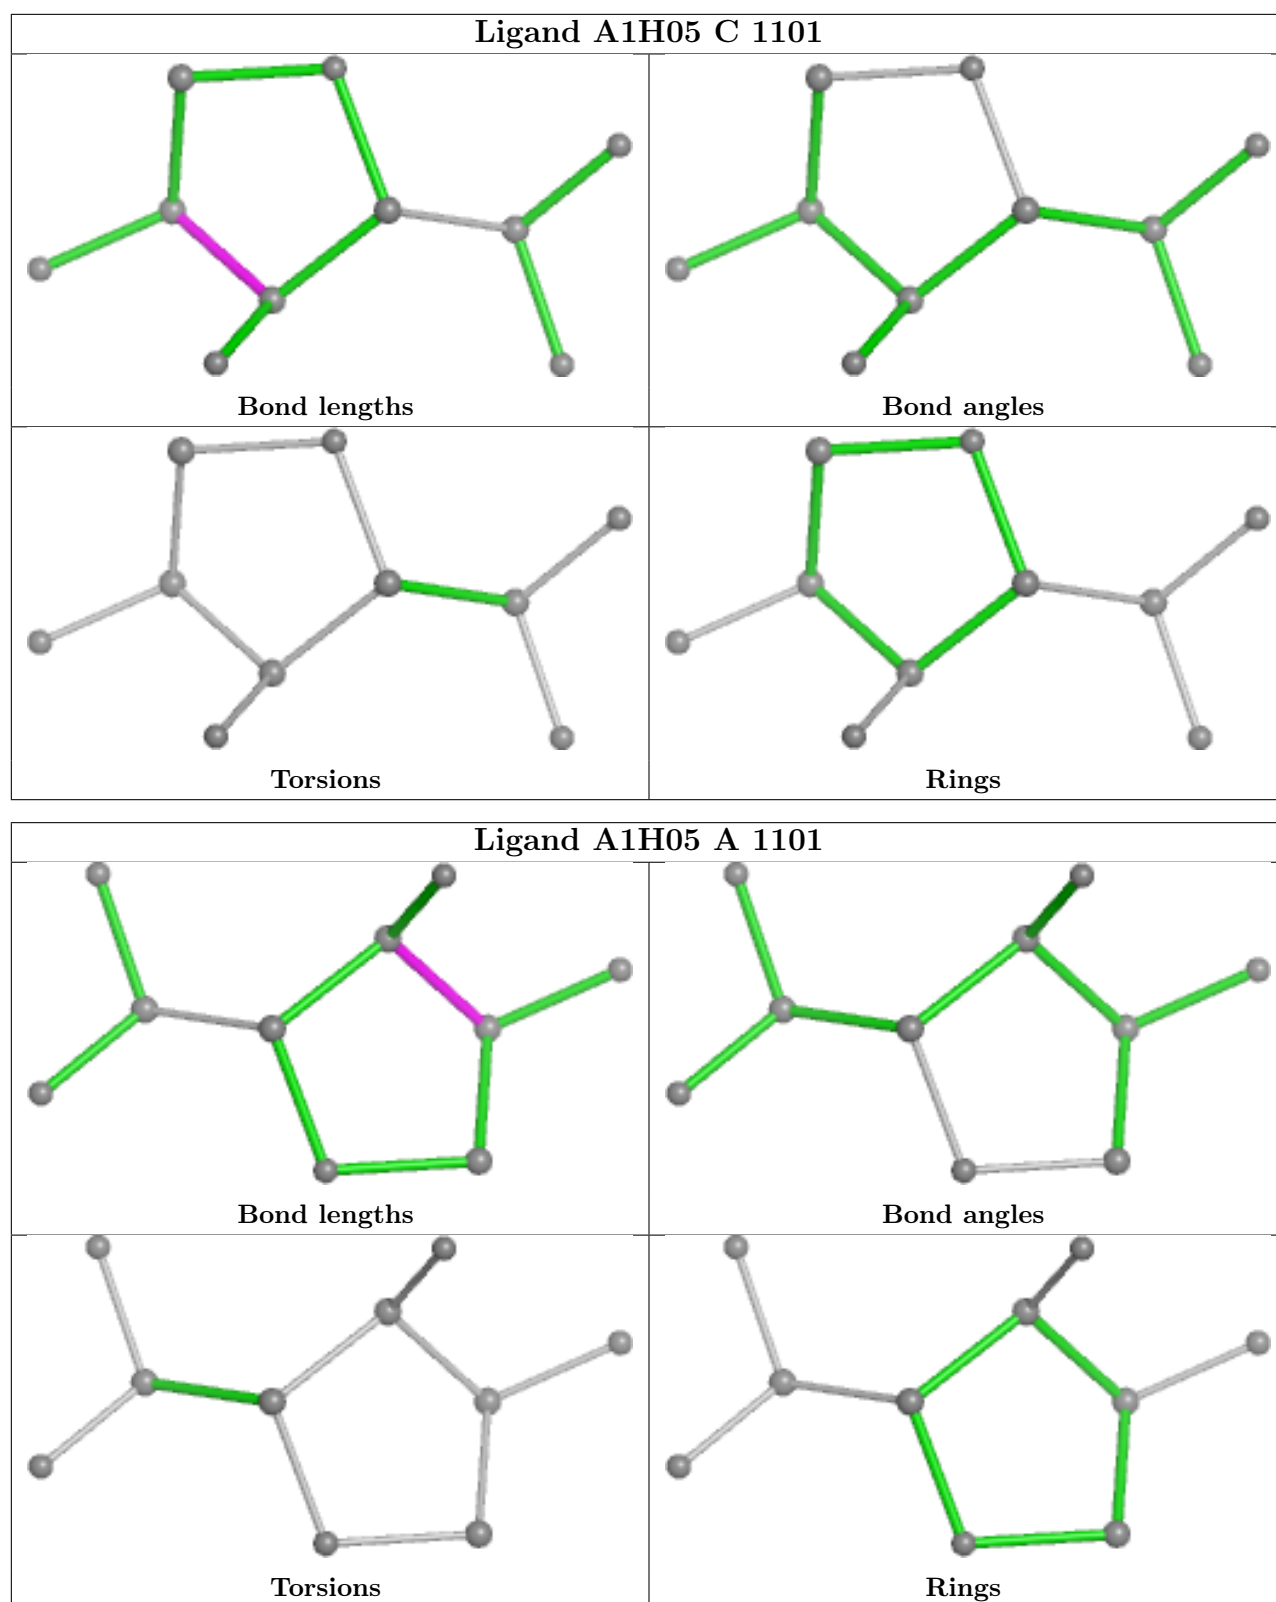 Ligand A1H05 C 1101
Bond lengths
Bond angles
Torsions
Rings
Ligand A1H05 A 1101
Bond lengths
Bond angles
Torsions
Rings